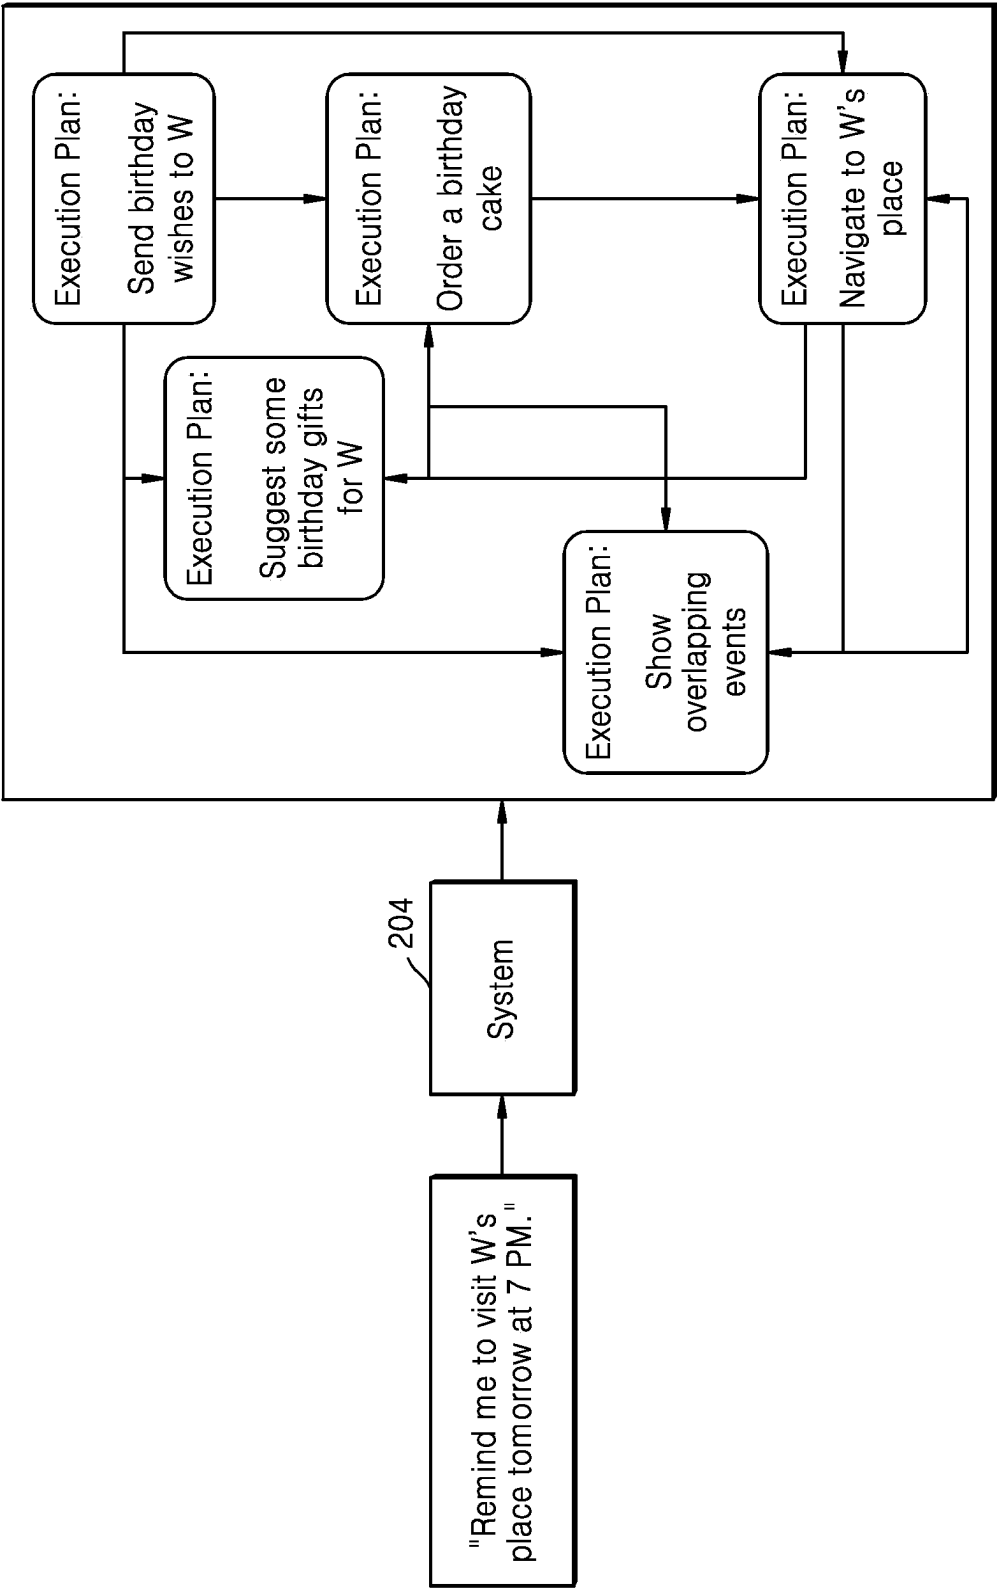 "Remind me to visit W's
place tomorrow at 7 PM."
204
System
Execution Plan:
Send birthday
wishes to W
Execution Plan:
Suggest some
birthday gifts
for W
Execution Plan:
Order a birthday
cake
Execution Plan:
Show
overlapping
events
Execution Plan:
Navigate to W's
place